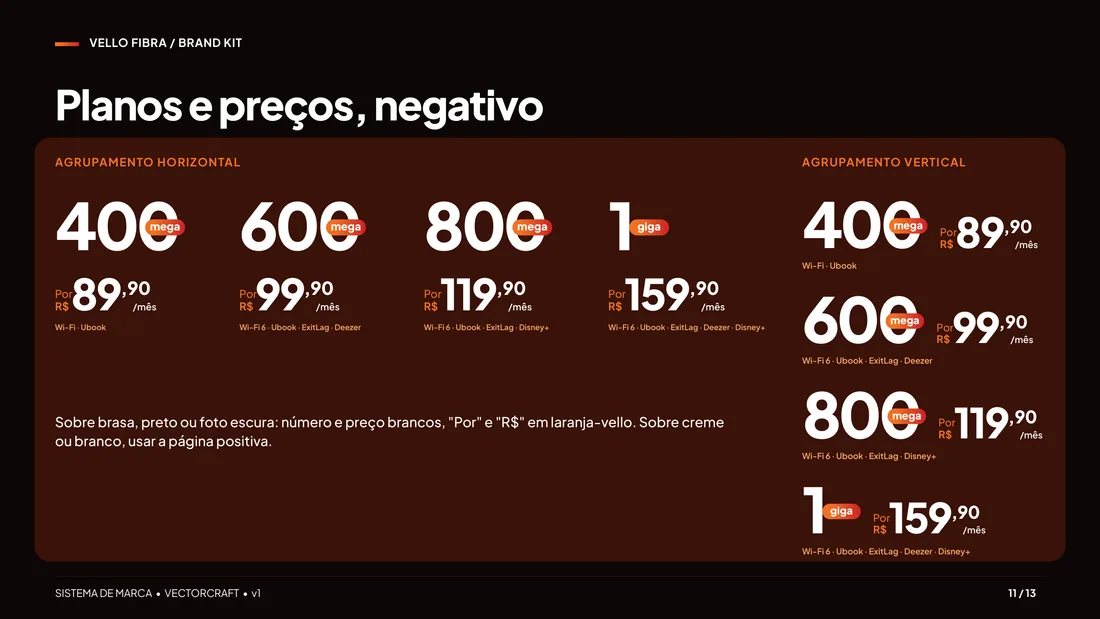 VELLO FIBRA / BRAND KIT
Planos e preços, negativo
AGRUPAMENTO HORIZONTAL
400 mega
Por R$ 89,90 /mês
Wi-Fi · Ubook
600 mega
Por R$ 99,90 /mês
Wi-Fi 6 · Ubook · ExitLag · Deezer
800 mega
Por R$ 119,90 /mês
Wi-Fi 6 · Ubook · ExitLag · Disney+
1 giga
Por R$ 159,90 /mês
Wi-Fi 6 · Ubook · ExitLag · Deezer · Disney+
Sobre brasa, preto ou foto escura: número e preço brancos, "Por" e "R$" em laranja-vello. Sobre creme
ou branco, usar a página positiva.
AGRUPAMENTO VERTICAL
400 mega Por R$ 89,90 /mês
Wi-Fi · Ubook
600 mega Por R$ 99,90 /mês
Wi-Fi 6 · Ubook · ExitLag · Deezer
800 mega Por R$ 119,90 /mês
Wi-Fi 6 · Ubook · ExitLag · Disney+
1 giga Por R$ 159,90 /mês
Wi-Fi 6 · Ubook · ExitLag · Deezer · Disney+
SISTEMA DE MARCA • VECTORCRAFT • v1
11 / 13